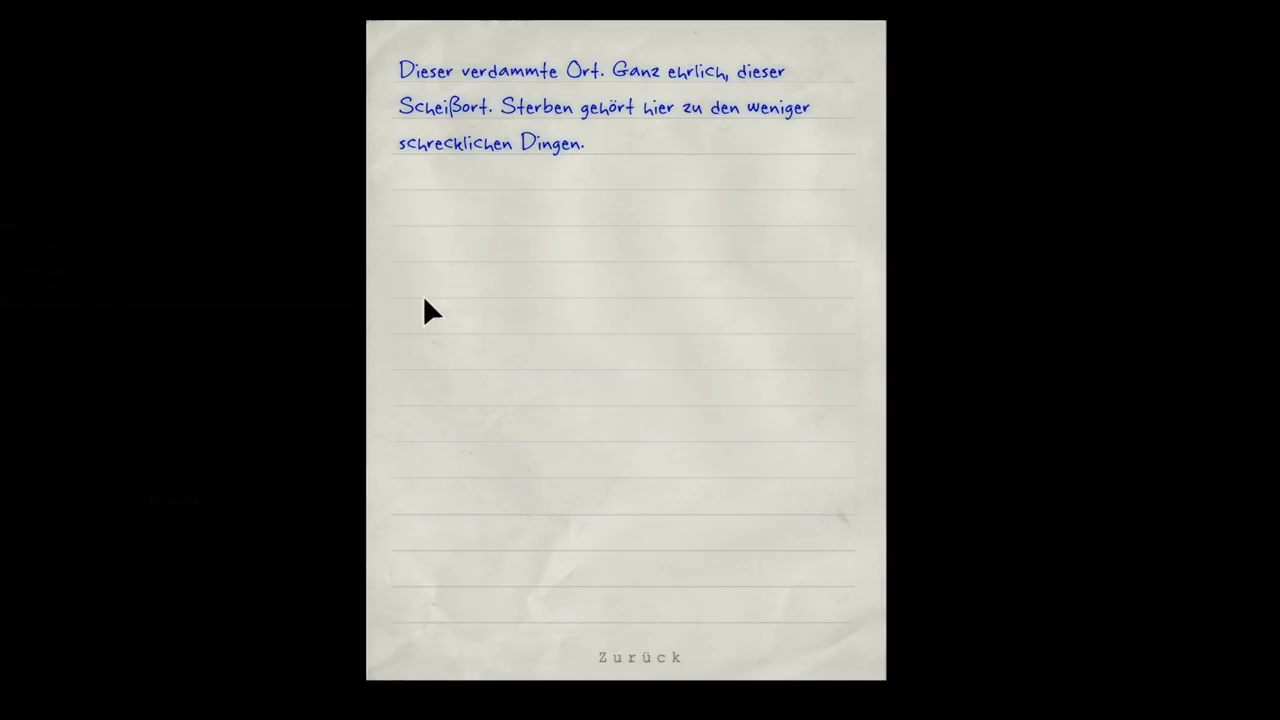 Dieser verdammte Ort. Ganz ehrlich, dieser
Scheißort. Sterben gehört hier zu den weniger
schrecklichen Dingen.
Zurück